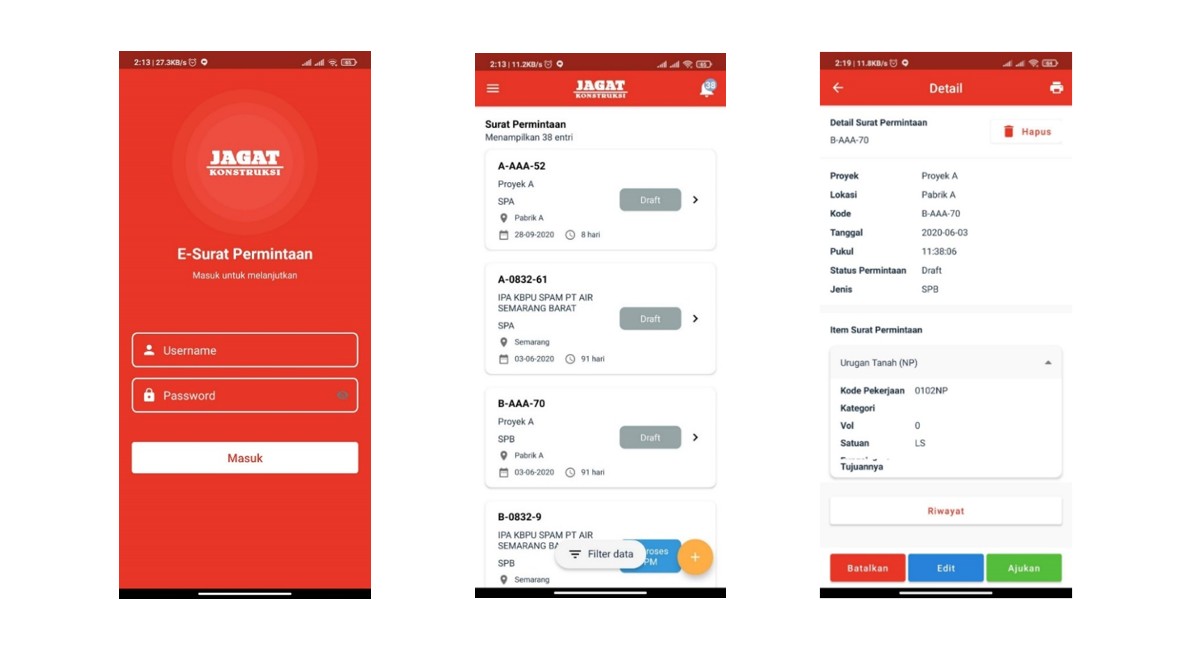 2:13 | 27.3KB/s
JAGAT
KONSTRUKSI
E-Surat Permintaan
Masuk untuk melanjutkan
Username
Password
Masuk
2:13 | 11.2KB/s
JAGAT
KONSTRUKSI
38
Surat Permintaan
Menampilkan 38 entri
A-AAA-52
Proyek A
SPA
Draft
Pabrik A
28-09-2020 8 hari
A-0832-61
IPA KBPU SPAM PT AIR
SEMARANG BARAT
SPA
Draft
Semarang
03-06-2020 91 hari
B-AAA-70
Proyek A
SPB
Draft
Pabrik A
03-06-2020 91 hari
B-0832-9
IPA KBPU SPAM PT AIR
SEMARANG BA
Filter data
roses
PM
+
SPB
Semarang
2:19 | 11.8KB/s
Detail
Detail Surat Permintaan
B-AAA-70
Hapus
Proyek Proyek A
Lokasi Pabrik A
Kode B-AAA-70
Tanggal 2020-06-03
Pukul 11:38:06
Status Permintaan Draft
Jenis SPB
Item Surat Permintaan
Urugan Tanah (NP)
Kode Pekerjaan 0102NP
Kategori
Vol 0
Satuan LS
Tujuannya
Riwayat
Batalkan Edit Ajukan